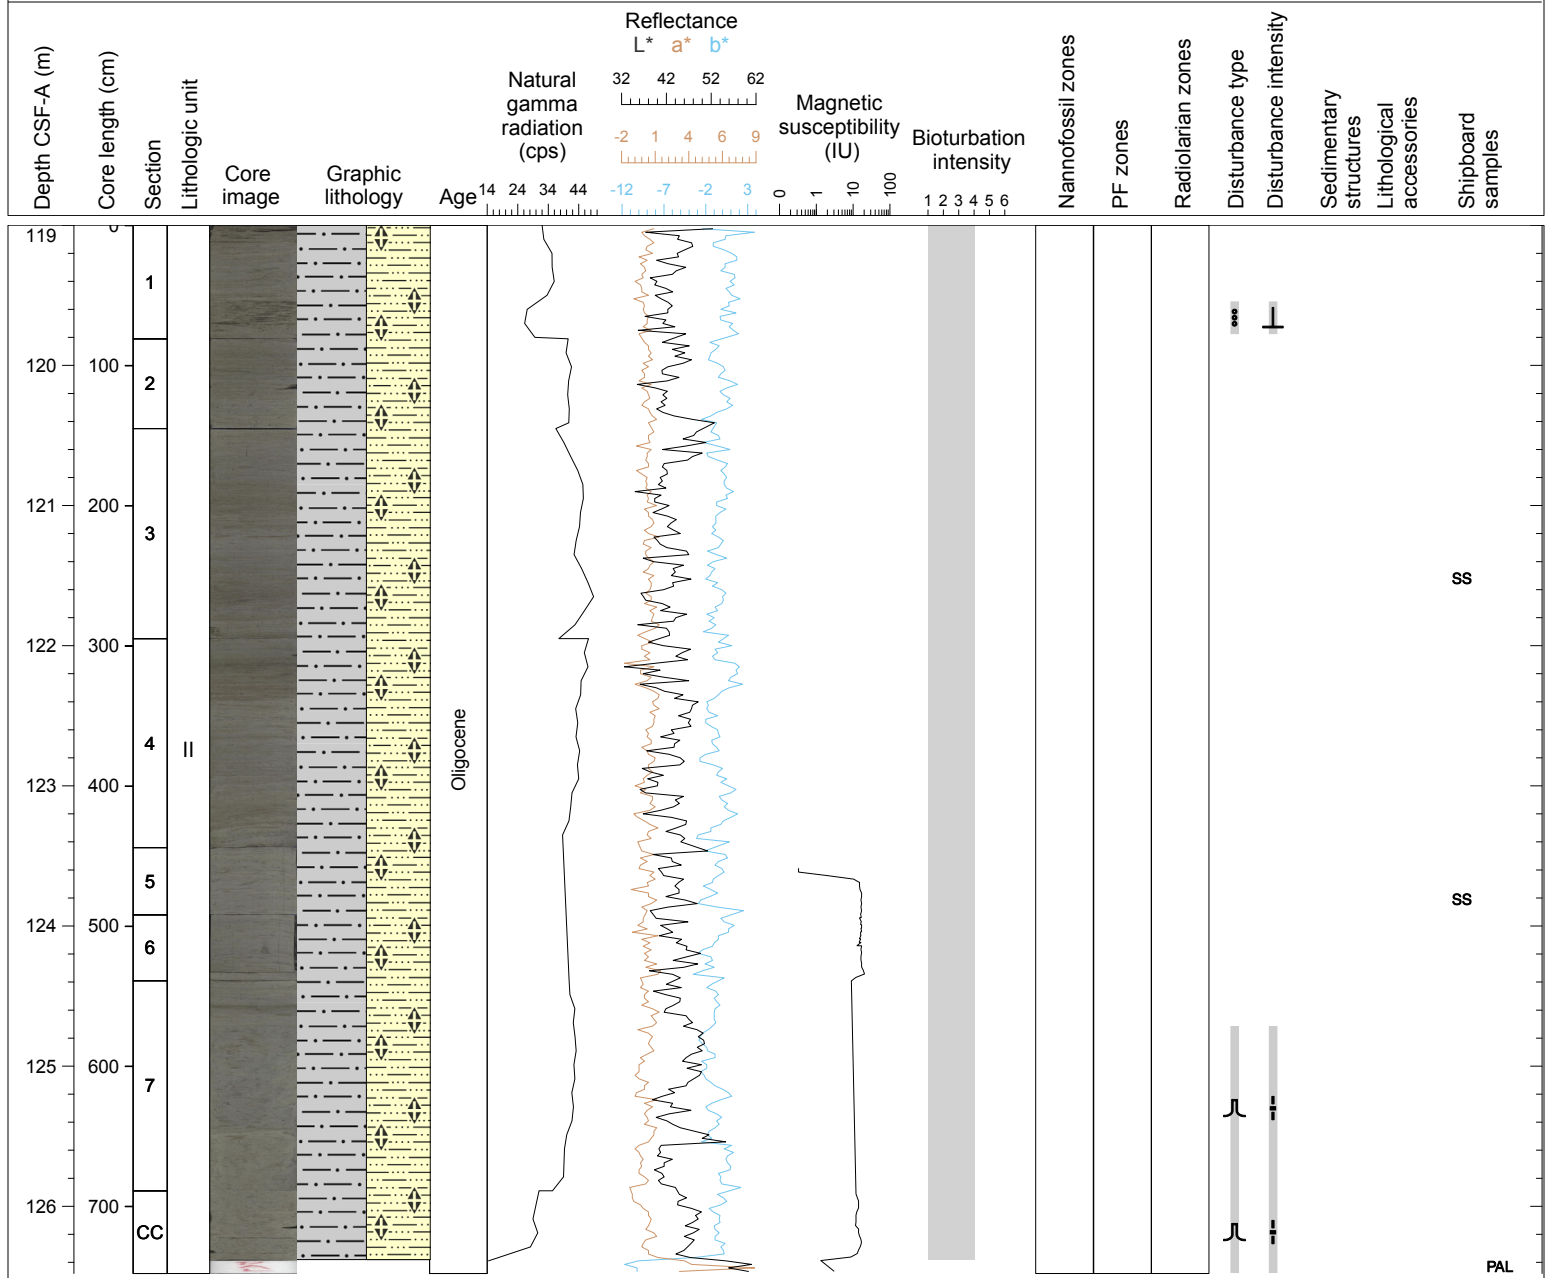 Depth CSF-A (m)
Core length (cm)
Section
Lithologic unit
Core
image
Graphic
lithology
Age
Natural
gamma
radiation
(cps)
14 24 34 44
Reflectance
L* a* b*
32 42 52 62
-2 1 4 6 9
-12 -7 -2 3
Magnetic
susceptibility
(IU)
0 1 10 100
Bioturbation
intensity
1 2 3 4 5 6
Nannofossil zones
PF zones
Radiolarian zones
Disturbance type
Disturbance intensity
Sedimentary
structures
Lithological
accessories
Shipboard
samples
119
0
1
120
100
2
121
200
3
SS
122
300
4
II
Oligocene
123
400
5
SS
124
500
6
125
600
7
126
700
CC
PAL